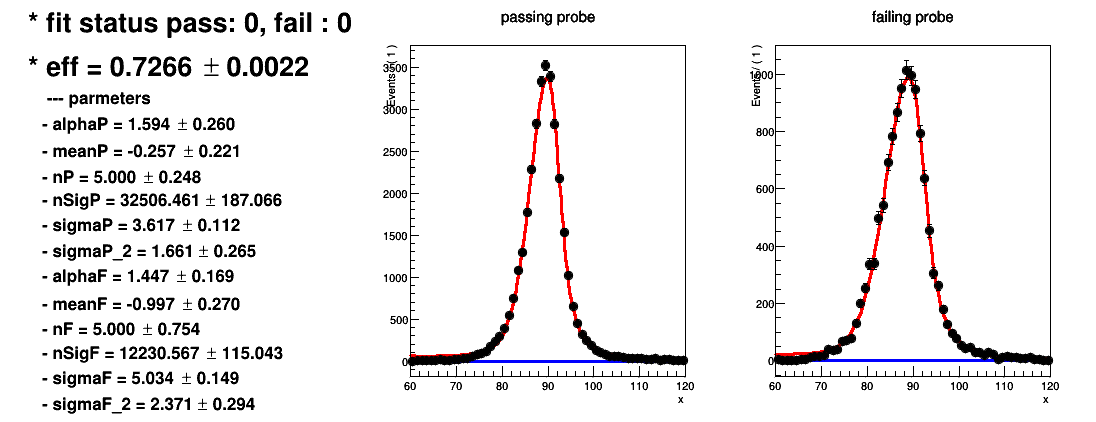 * fit status pass: 0, fail : 0
* eff = 0.7266 ± 0.0022
--- parmeters
- alphaP = 1.594 ± 0.260
- meanP = -0.257 ± 0.221
- nP = 5.000 ± 0.248
- nSigP = 32506.461 ± 187.066
- sigmaP = 3.617 ± 0.112
- sigmaP_2 = 1.661 ± 0.265
- alphaF = 1.447 ± 0.169
- meanF = -0.997 ± 0.270
- nF = 5.000 ± 0.754
- nSigF = 12230.567 ± 115.043
- sigmaF = 5.034 ± 0.149
- sigmaF_2 = 2.371 ± 0.294
passing probe
Events / ( 1 )
3500
3000
2500
2000
1500
1000
500
0
60 70 80 90 100 110 120
x
failing probe
Events / ( 1 )
1000
800
600
400
200
0
60 70 80 90 100 110 120
x